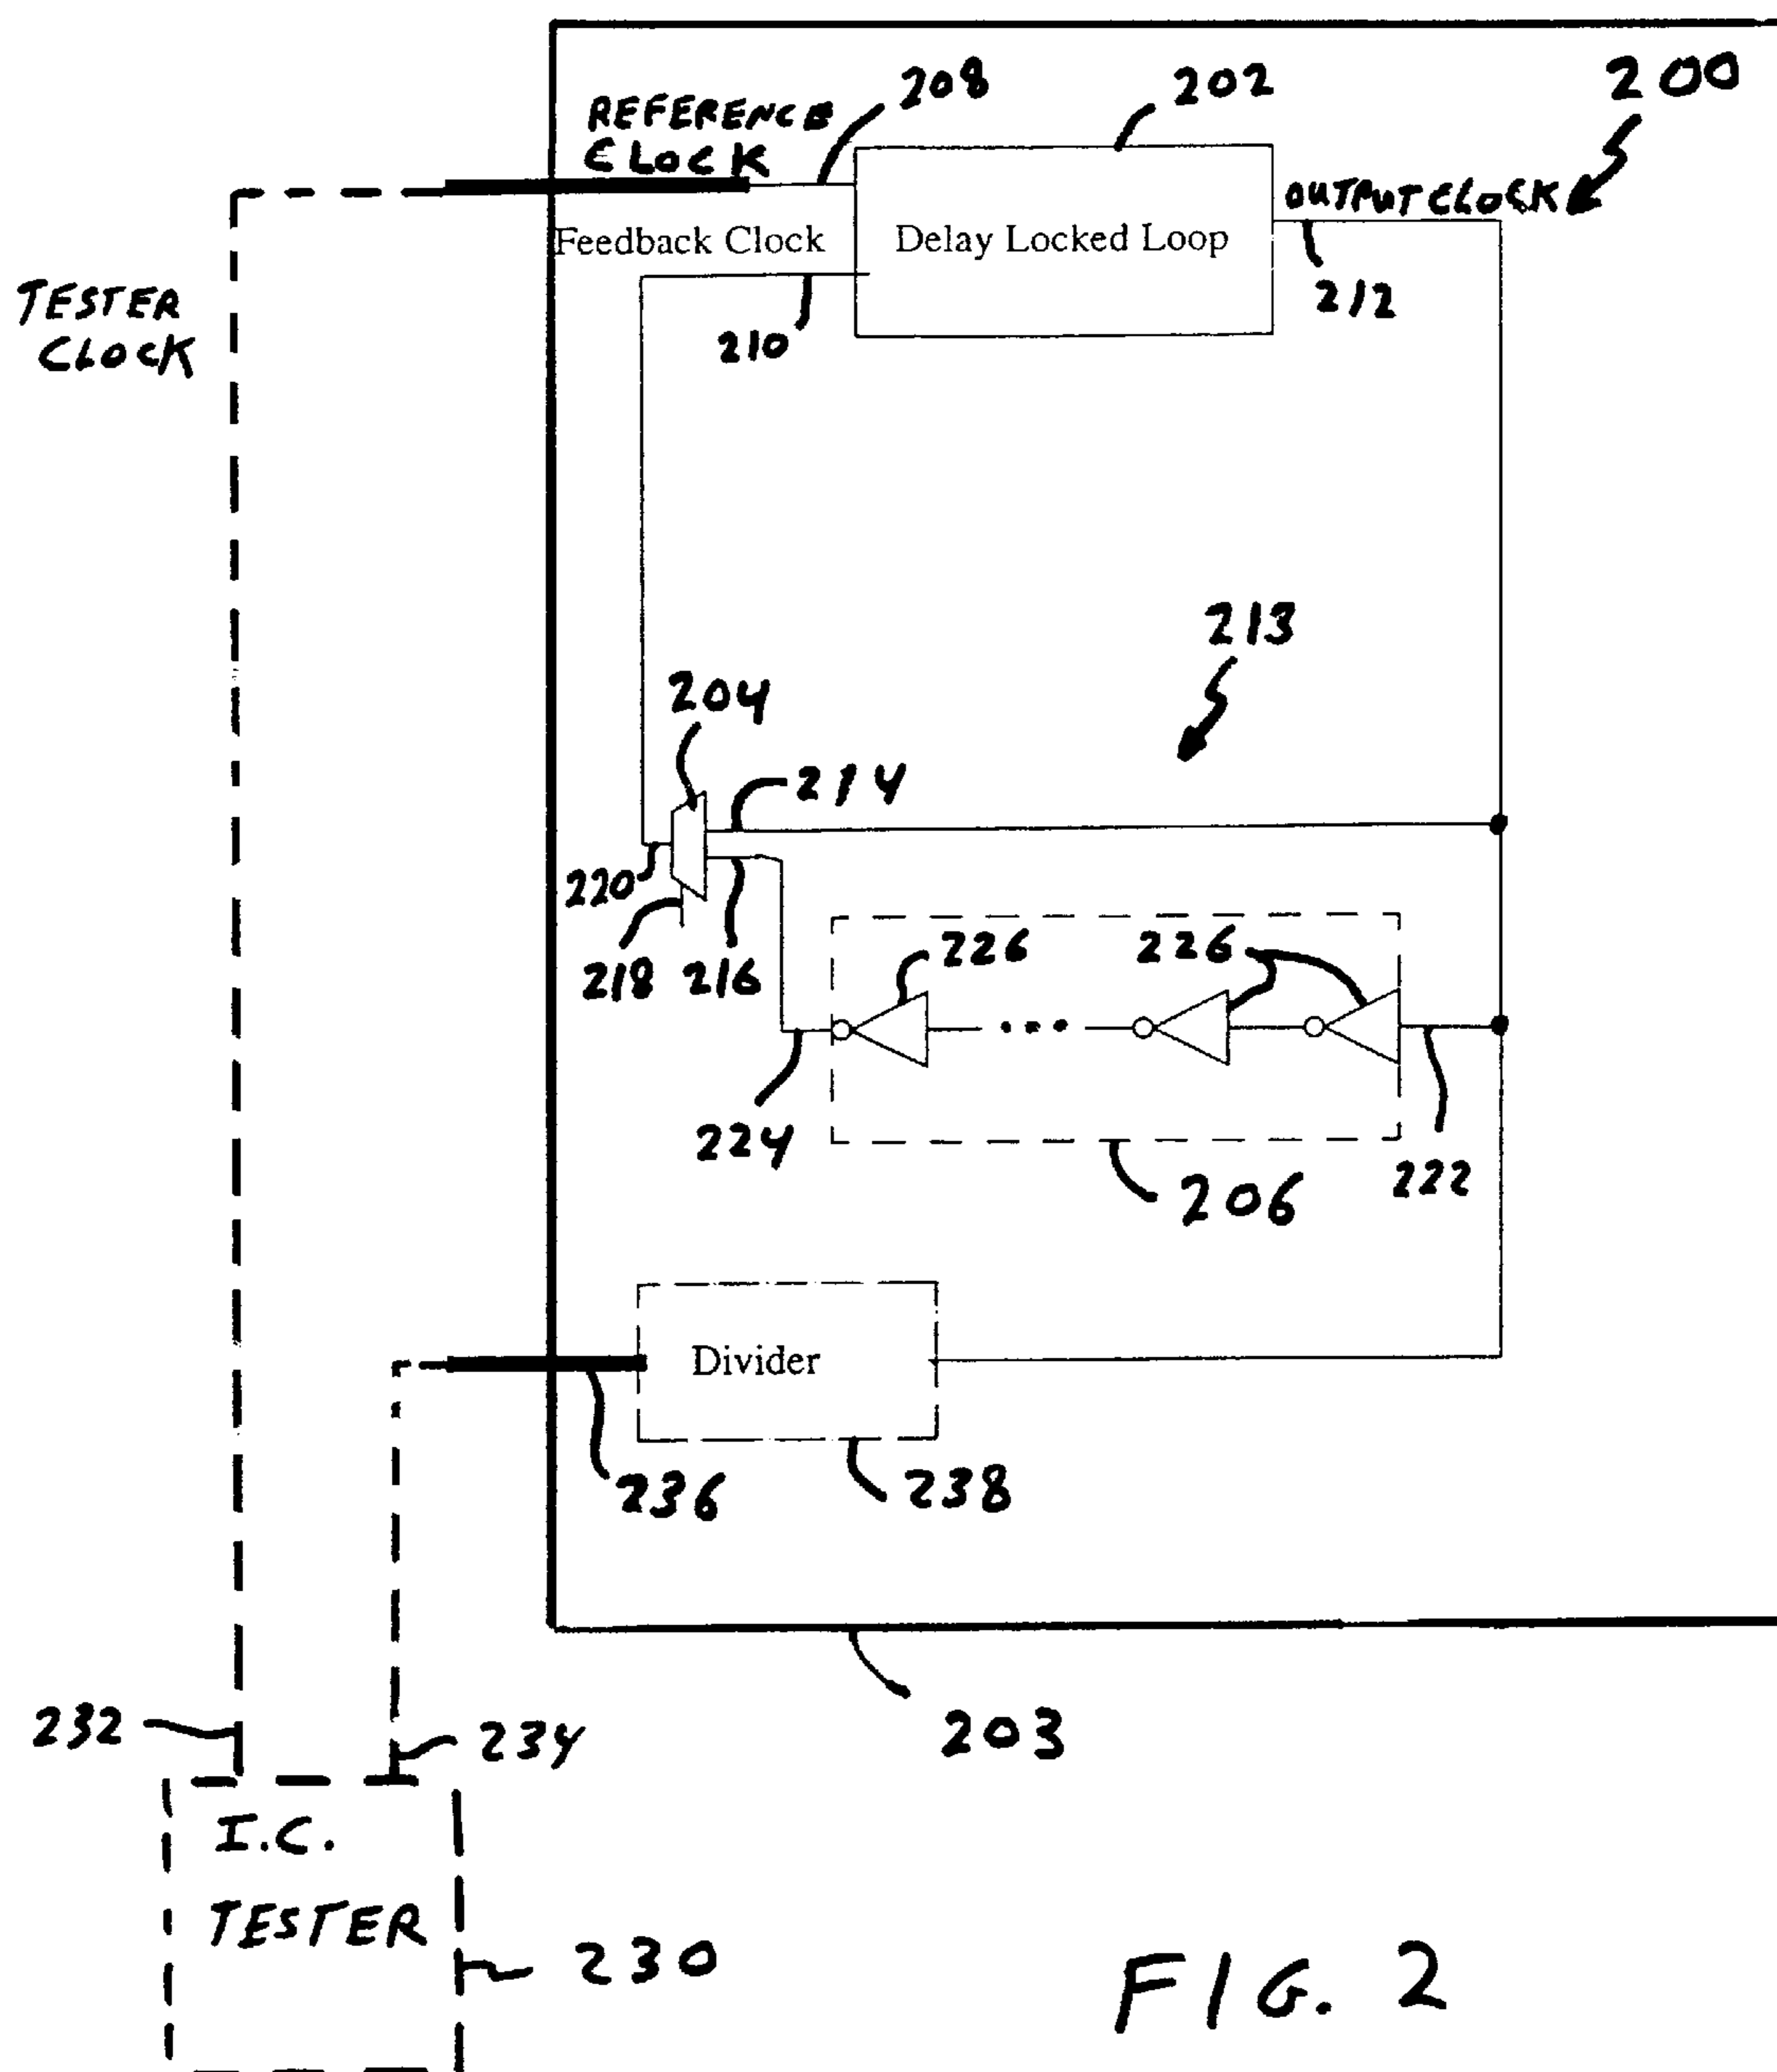 200
208
202
REFERENCE
CLOCK
OUTPUT CLOCK
Feedback Clock
Delay Locked Loop
212
TESTER
CLOCK
210
213
204
214
220
218
216
226
226
224
222
206
Divider
236
238
203
232
234
I.C.
TESTER
230
FIG. 2